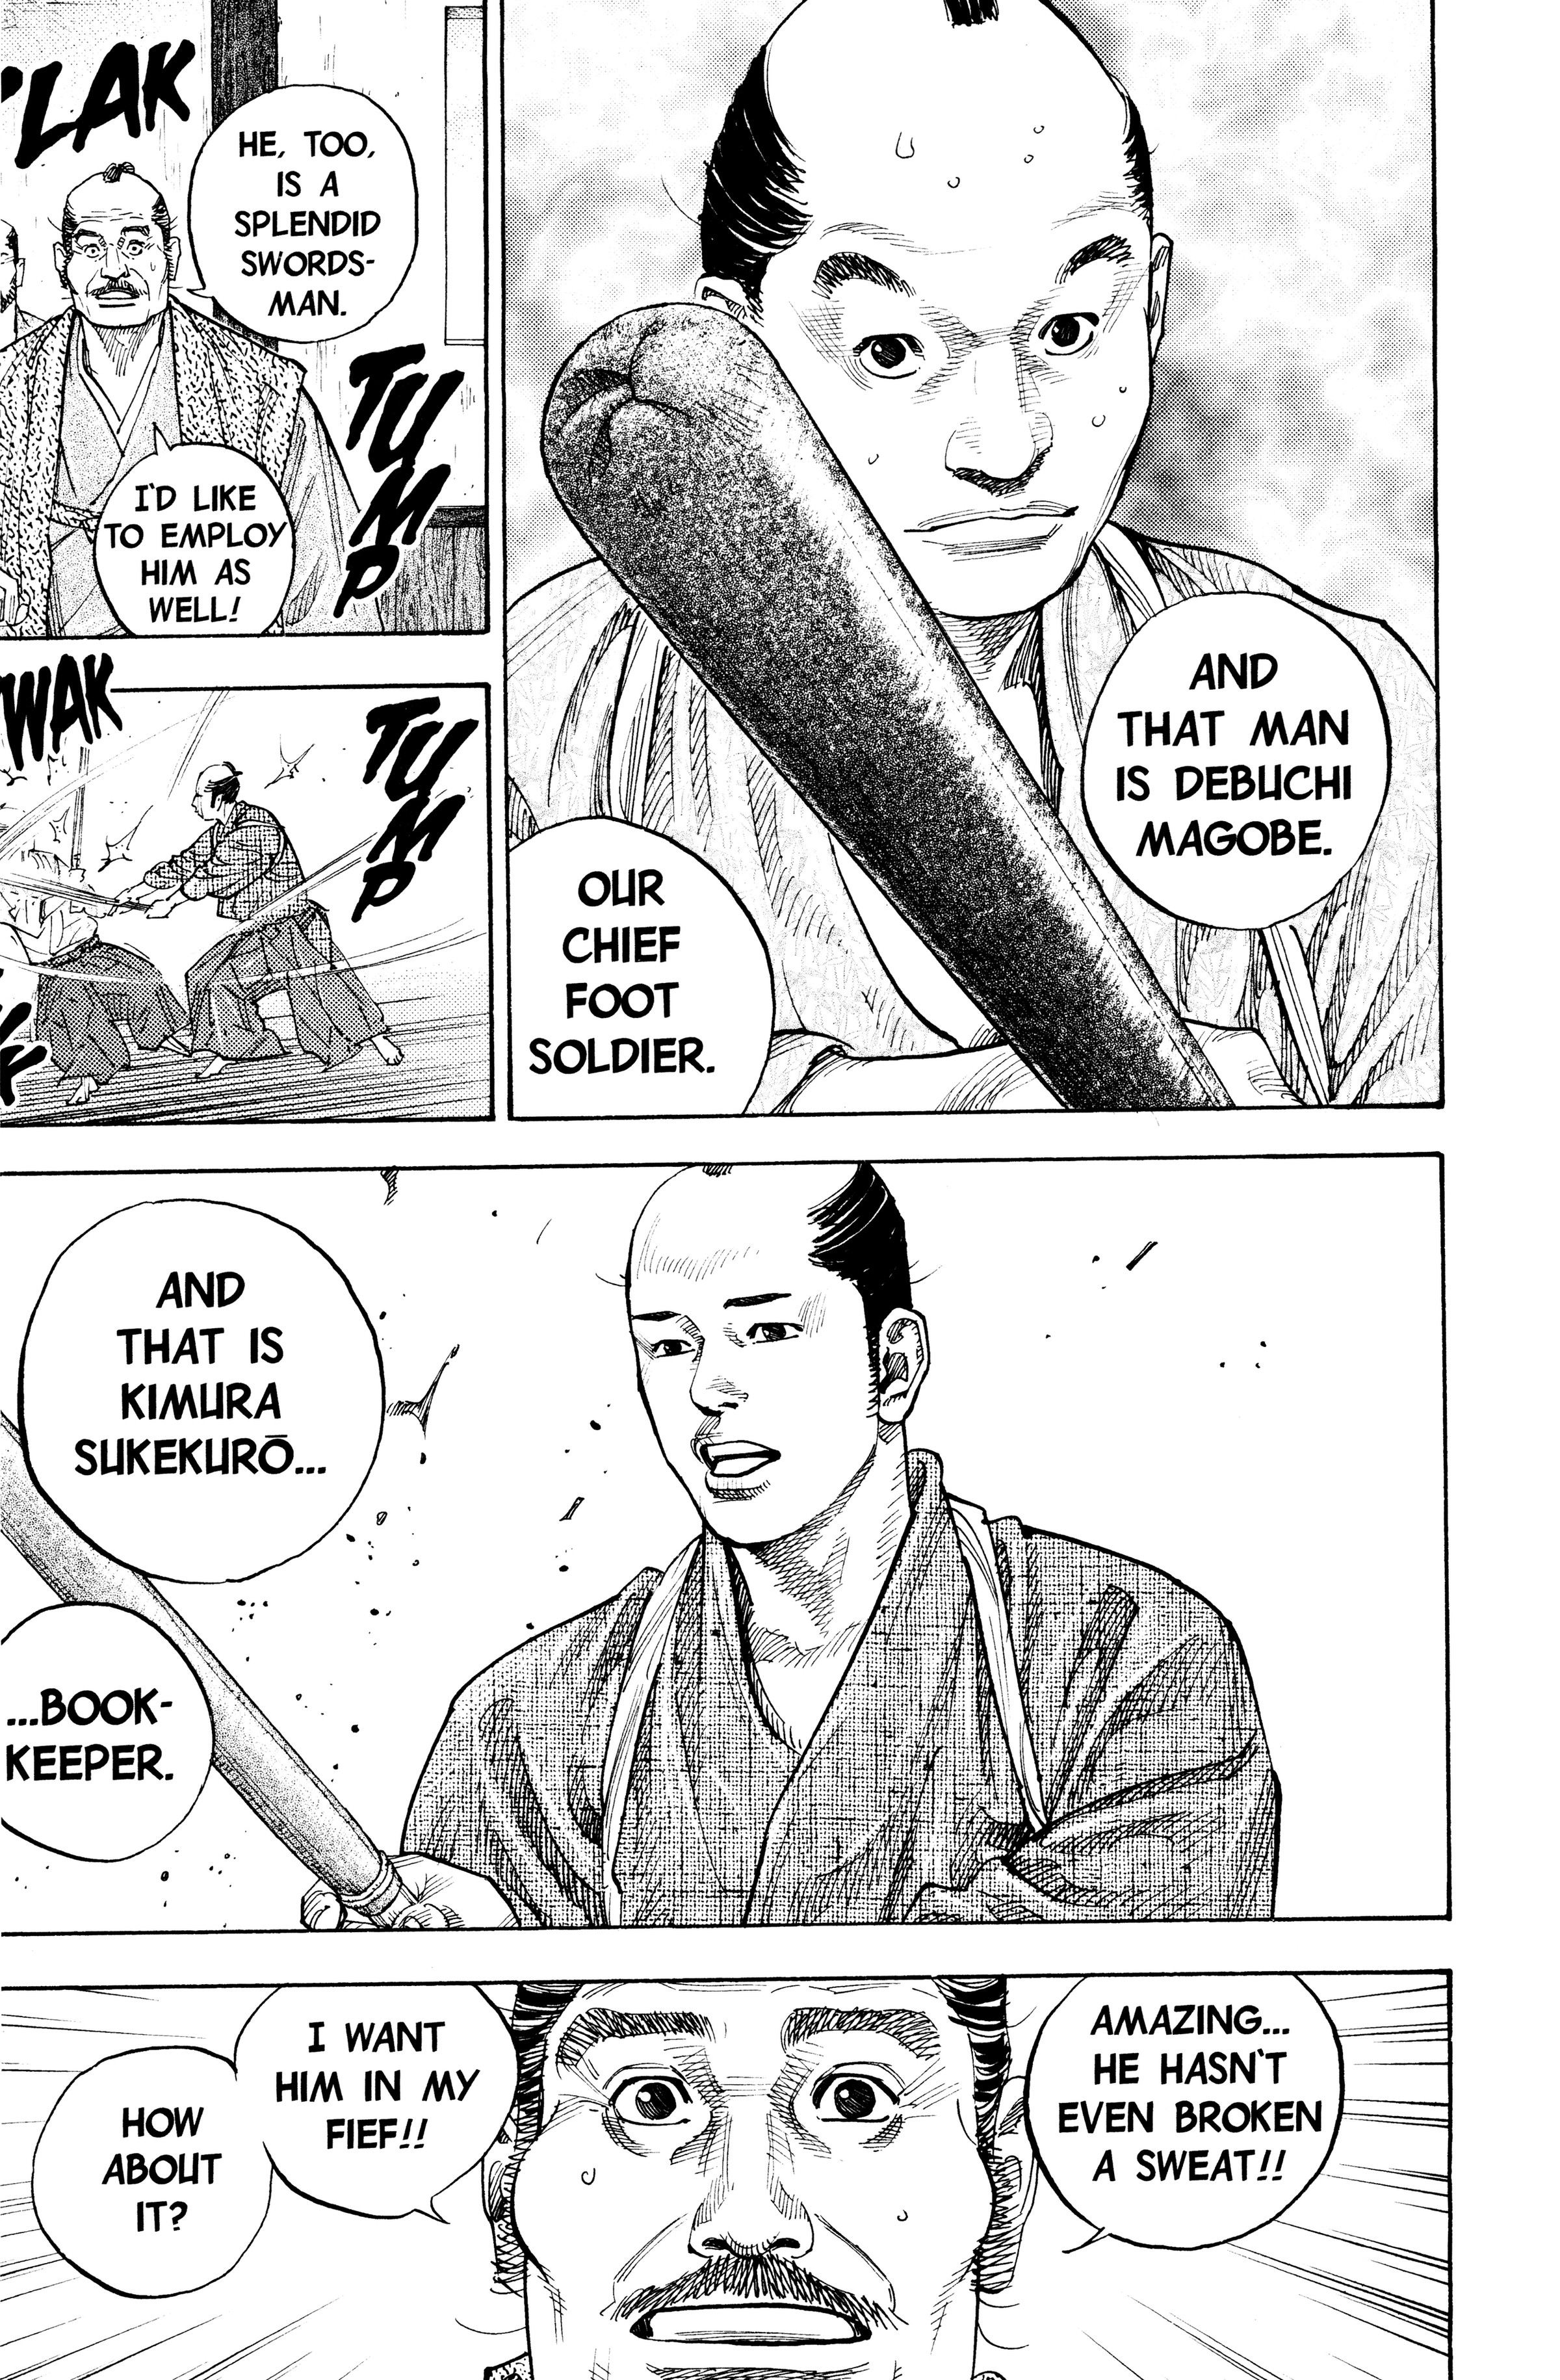 AND
THAT MAN
IS DEBUCHI
MAGOBE.
OUR
CHIEF
FOOT
SOLDIER.
'LAK
HE, TOO,
IS A
SPLENDID
SWORDS-
MAN.
TUMP
I'D LIKE
TO EMPLOY
HIM AS
WELL!
WAK
TUMP
AND
THAT IS
KIMURA
SUKEKURŌ...
...BOOK-
KEEPER.
AMAZING...
HE HASN'T
EVEN BROKEN
A SWEAT!!
I WANT
HIM IN MY
FIEF!!
HOW
ABOUT
IT?